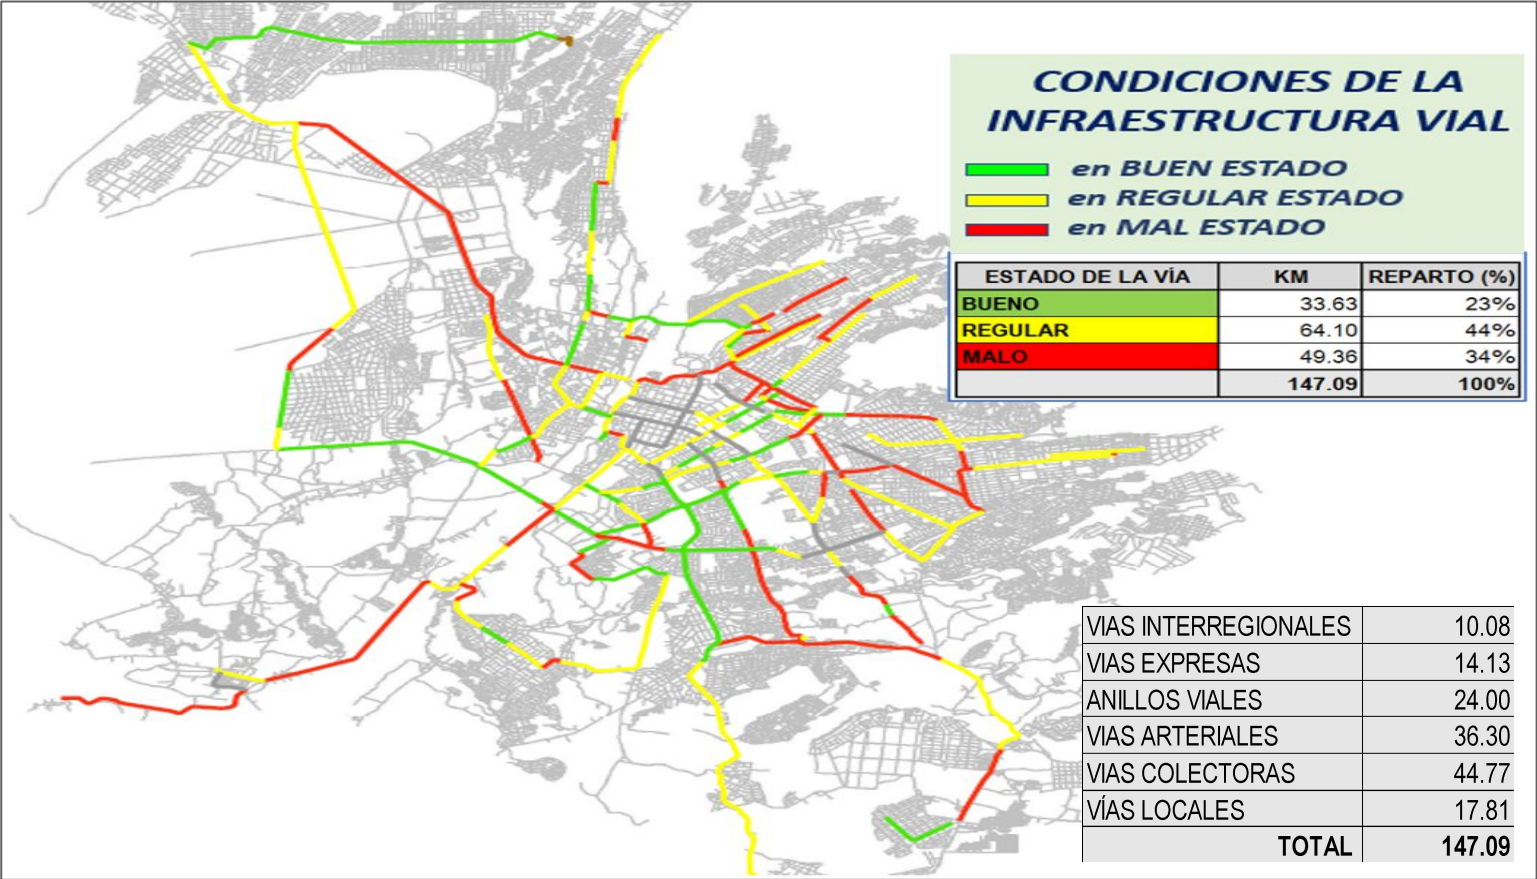 CONDICIONES DE LA
INFRAESTRUCTURA VIAL
en BUEN ESTADO
en REGULAR ESTADO
en MAL ESTADO
ESTADO DE LA VÍA KM REPARTO (%)
BUENO 33.63 23%
REGULAR 64.10 44%
MALO 49.36 34%
147.09 100%
VIAS INTERREGIONALES 10.08
VIAS EXPRESAS 14.13
ANILLOS VIALES 24.00
VIAS ARTERIALES 36.30
VIAS COLECTORAS 44.77
VÍAS LOCALES 17.81
TOTAL 147.09